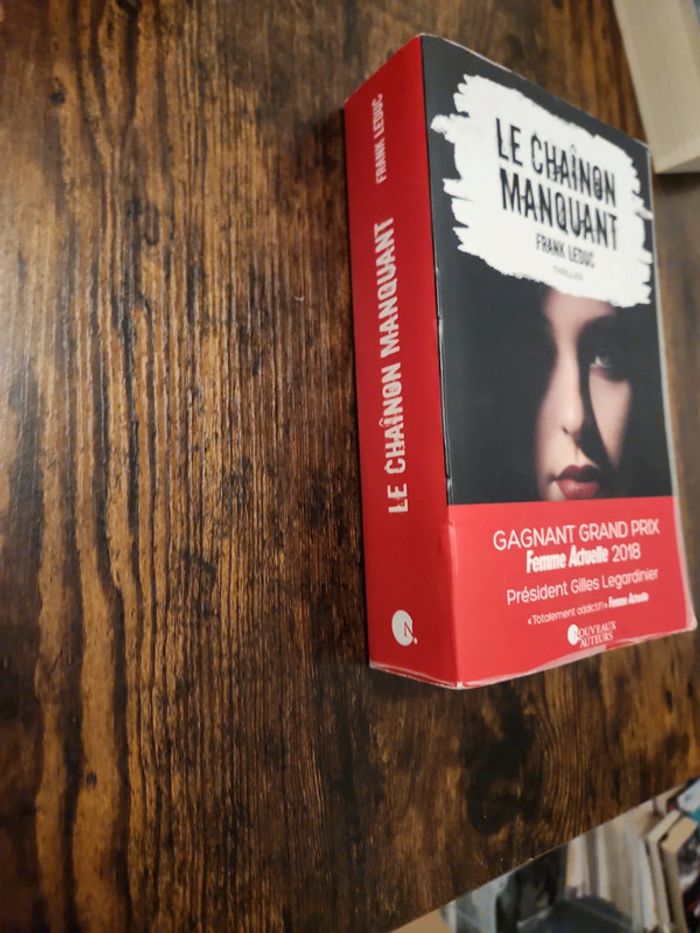 LE CHAÎNON MANQUANT
FRANK LEDUC
LE CHAÎNON
MANQUANT
FRANK LEDUC
THRILLER
GAGNANT GRAND PRIX
Femme Actuelle 2018
Président Gilles Legardinier
« Totalement addictif! » Femme Actuelle
NOUVEAUX
AUTEURS
N.